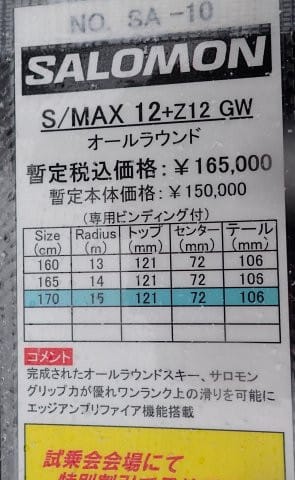 NO. SA-10
SALOMON
S/MAX 12+Z12 GW
オールラウンド
暫定税込価格：￥165,000
暫定本体価格：￥150,000
（専用ビンディング付）
Size (cm) Radius (m) トップ (mm) センター (mm) テール (mm)
160 13 121 72 106
165 14 121 72 106
170 15 121 72 106
コメント
完成されたオールラウンドスキー、サロモン
グリップ力が優れワンランク上の滑りを可能に
エッジアンプリファイア機能搭載
試乗会会場にて